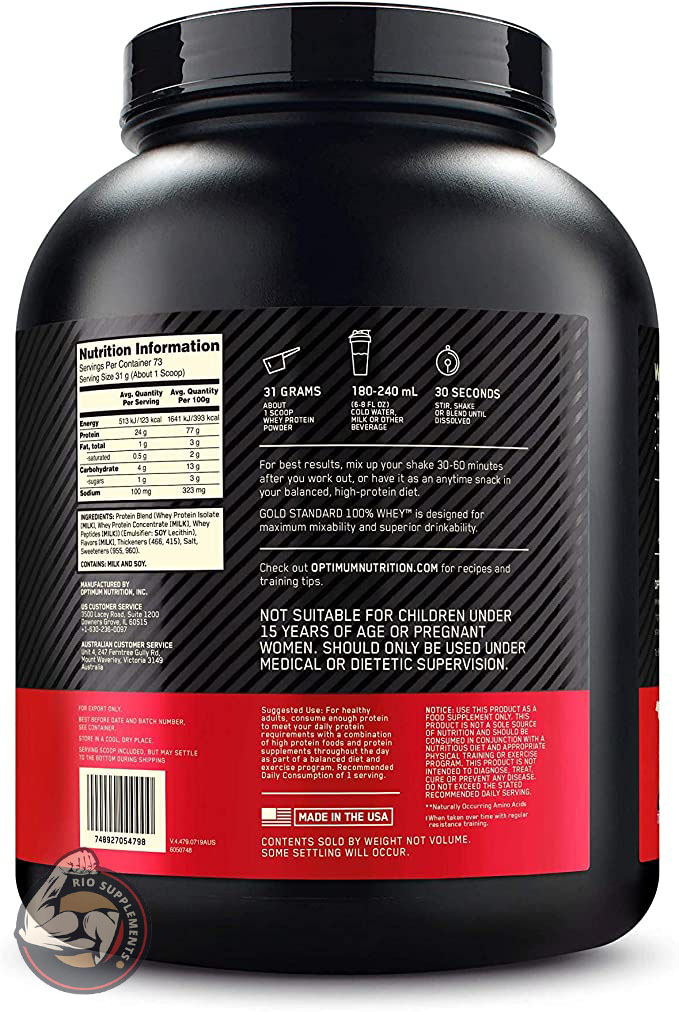 Nutrition Information
Servings Per Container 73
Serving Size 31 g (About 1 Scoop)
Avg. Quantity Per Serving Avg. Quantity Per 100g
Energy 513 kJ/123 kcal 1641 kJ/393 kcal
Protein 24 g 77 g
Fat, total 1 g 3 g
-saturated 0.5 g 2 g
Carbohydrate 4 g 13 g
-sugars 1 g 3 g
Sodium 100 mg 323 mg
INGREDIENTS: Protein Blend (Whey Protein Isolate
[MILK], Whey Protein Concentrate [MILK], Whey
Peptides [MILK]) (Emulsifier: SOY Lecithin),
Flavors [MILK], Thickeners (466, 415), Salt,
Sweeteners (955, 960).
CONTAINS: MILK AND SOY.
MANUFACTURED BY
OPTIMUM NUTRITION, INC.
US CUSTOMER SERVICE
3500 Lacey Road, Suite 1200
Downers Grove, IL 60515
+1-630-236-0097
AUSTRALIAN CUSTOMER SERVICE
Unit 4, 247 Ferntree Gully Rd,
Mount Waverley, Victoria 3149
Australia
31 GRAMS
ABOUT
1 SCOOP
WHEY PROTEIN
POWDER
180-240 mL
(6-8 FL OZ)
COLD WATER,
MILK OR OTHER
BEVERAGE
30 SECONDS
STIR, SHAKE
OR BLEND UNTIL
DISSOLVED
For best results, mix up your shake 30-60 minutes
after you work out, or have it as an anytime snack in
your balanced, high-protein diet.
GOLD STANDARD 100% WHEY™ is designed for
maximum mixability and superior drinkability.
Check out OPTIMUMNUTRITION.COM for recipes and
training tips.
NOT SUITABLE FOR CHILDREN UNDER
15 YEARS OF AGE OR PREGNANT
WOMEN. SHOULD ONLY BE USED UNDER
MEDICAL OR DIETETIC SUPERVISION.
FOR EXPORT ONLY.
BEST BEFORE DATE AND BATCH NUMBER,
SEE CONTAINER.
STORE IN A COOL, DRY PLACE.
SERVING SCOOP INCLUDED, BUT MAY SETTLE
TO THE BOTTOM DURING SHIPPING
748927054798
V.4.479.0719AUS
6050748
Suggested Use: For healthy
adults, consume enough protein
to meet your daily protein
requirements with a combination
of high protein foods and protein
supplements throughout the day
as part of a balanced diet and
exercise program. Recommended
Daily Consumption of 1 serving.
MADE IN THE USA
CONTENTS SOLD BY WEIGHT NOT VOLUME.
SOME SETTLING WILL OCCUR.
NOTICE: USE THIS PRODUCT AS A
FOOD SUPPLEMENT ONLY. THIS
PRODUCT IS NOT A SOLE SOURCE
OF NUTRITION AND SHOULD BE
CONSUMED IN CONJUNCTION WITH A
NUTRITIOUS DIET AND APPROPRIATE
PHYSICAL TRAINING OR EXERCISE
PROGRAM. THIS PRODUCT IS NOT
INTENDED TO DIAGNOSE, TREAT,
CURE OR PREVENT ANY DISEASE.
DO NOT EXCEED THE STATED
RECOMMENDED DAILY SERVING.
**Naturally Occurring Amino Acids
‡When taken over time with regular
resistance training.
RIO SUPPLEMENTS